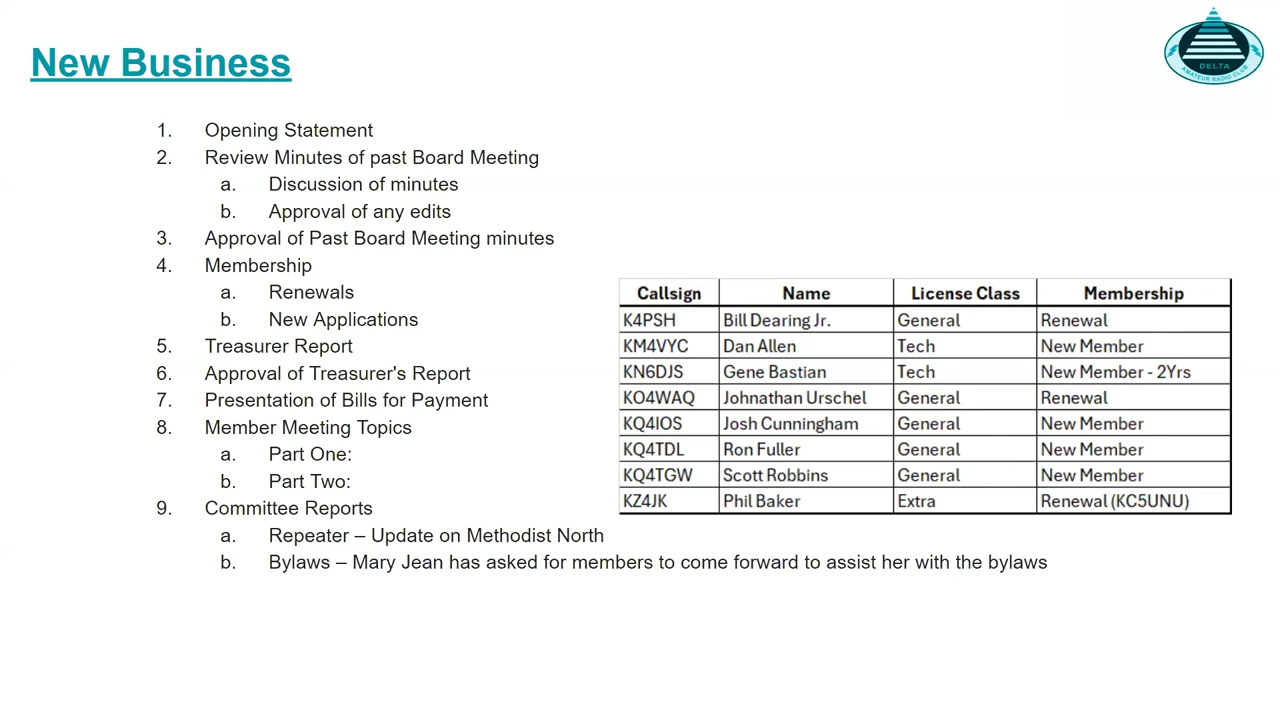 New Business
DELTA
AMATEUR RADIO CLUB
1. Opening Statement
2. Review Minutes of past Board Meeting
a. Discussion of minutes
b. Approval of any edits
3. Approval of Past Board Meeting minutes
4. Membership
a. Renewals
b. New Applications
5. Treasurer Report
6. Approval of Treasurer's Report
7. Presentation of Bills for Payment
8. Member Meeting Topics
a. Part One:
b. Part Two:
9. Committee Reports
a. Repeater – Update on Methodist North
b. Bylaws – Mary Jean has asked for members to come forward to assist her with the bylaws
Callsign Name License Class Membership
K4PSH Bill Dearing Jr. General Renewal
KM4VYC Dan Allen Tech New Member
KN6DJS Gene Bastian Tech New Member - 2Yrs
KO4WAQ Johnathan Urschel General Renewal
KQ4IOS Josh Cunningham General New Member
KQ4TDL Ron Fuller General New Member
KQ4TGW Scott Robbins General New Member
KZ4JK Phil Baker Extra Renewal (KC5UNU)